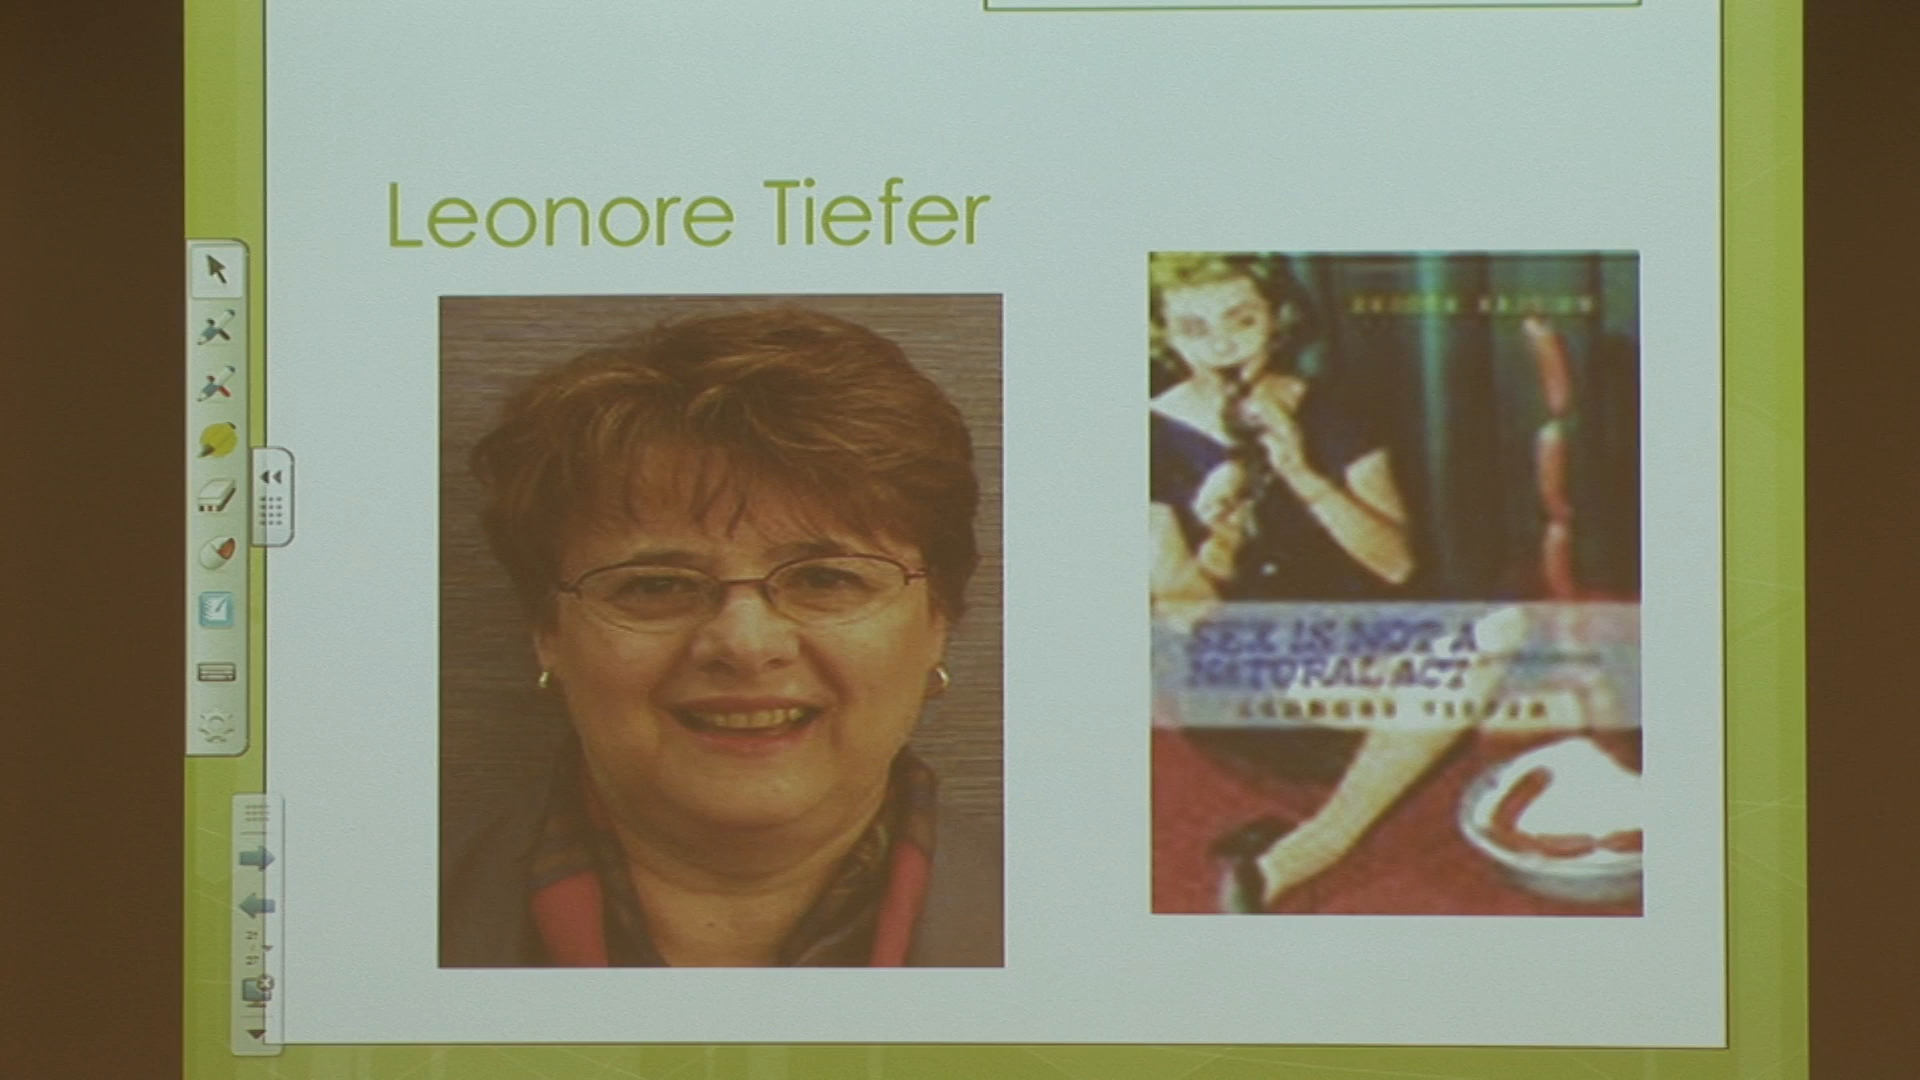 Leonore Tiefer
SEX IS NOT A
NATURAL ACT
LEONORE TIEFER